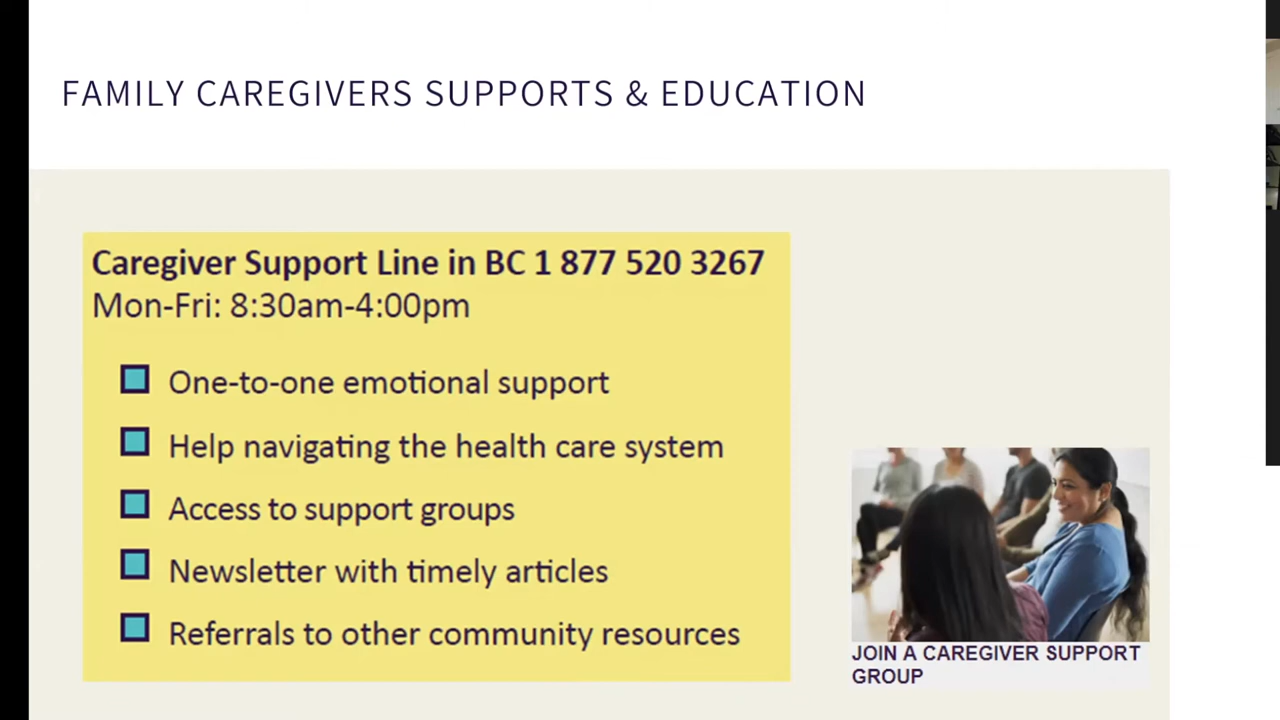 FAMILY CAREGIVERS SUPPORTS & EDUCATION
Caregiver Support Line in BC 1 877 520 3267
Mon-Fri: 8:30am-4:00pm
One-to-one emotional support
Help navigating the health care system
Access to support groups
Newsletter with timely articles
Referrals to other community resources
JOIN A CAREGIVER SUPPORT
GROUP